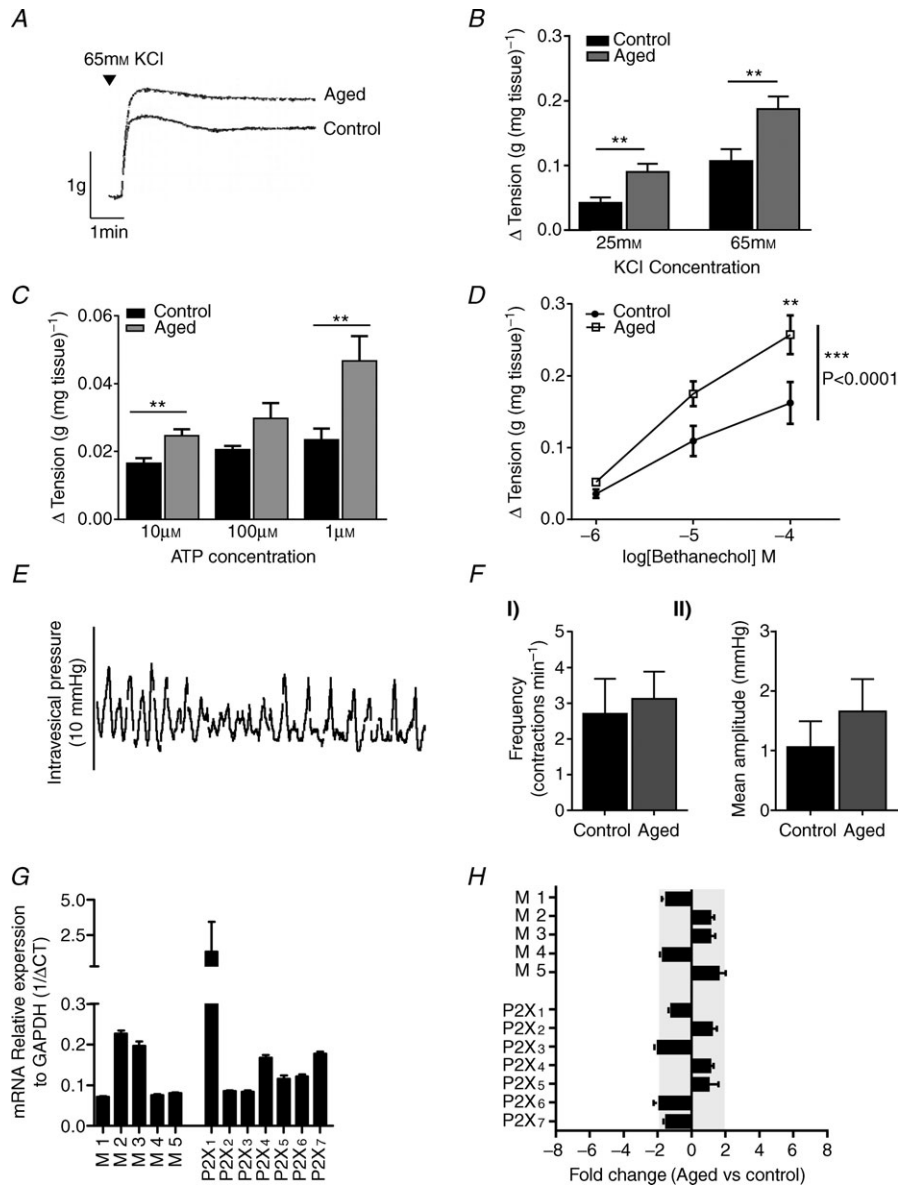 A
65mM KCl
Aged
Control
1g
1min
B
Δ Tension (g (mg tissue)⁻¹)
0.3
0.2
0.1
0.0
Control
Aged
**
**
25mM
65mM
KCl Concentration
C
Δ Tension (g (mg tissue)⁻¹)
0.06
0.04
0.02
0.00
Control
Aged
**
**
10µM
100µM
1µM
ATP concentration
D
Δ Tension (g (mg tissue)⁻¹)
0.3
0.2
0.1
0.0
Control
Aged
**
***
P<0.0001
−6
−5
−4
log[Bethanechol] M
E
Intravesical pressure
(10 mmHg)
F
I)
Frequency
(contractions min⁻¹)
5
4
3
2
1
0
Control Aged
II)
Mean amplitude (mmHg)
3
2
1
0
Control Aged
G
mRNA Relative experssion
to GAPDH (1/ΔCT)
5.0
2.5
0.3
0.2
0.1
0.0
M 1
M 2
M 3
M 4
M 5
P2X1
P2X2
P2X3
P2X4
P2X5
P2X6
P2X7
H
M 1
M 2
M 3
M 4
M 5
P2X1
P2X2
P2X3
P2X4
P2X5
P2X6
P2X7
−8 −6 −4 −2 0 2 4 6 8
Fold change (Aged vs control)